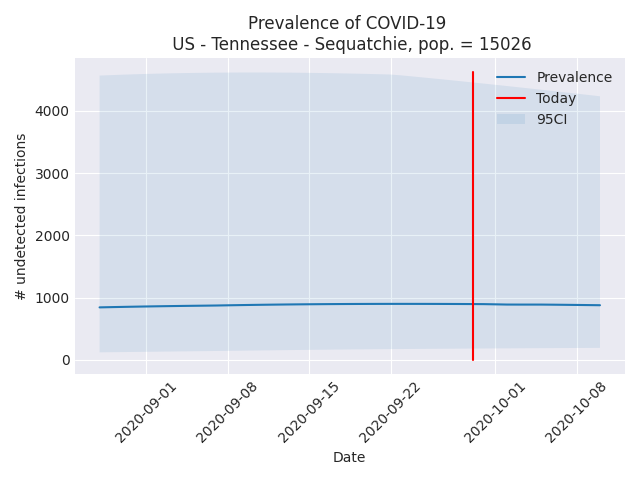 Prevalence of COVID-19
US - Tennessee - Sequatchie, pop. = 15026
Prevalence
Today
95CI
# undetected infections
4000
3000
2000
1000
0
2020-09-01
2020-09-08
2020-09-15
2020-09-22
2020-10-01
2020-10-08
Date